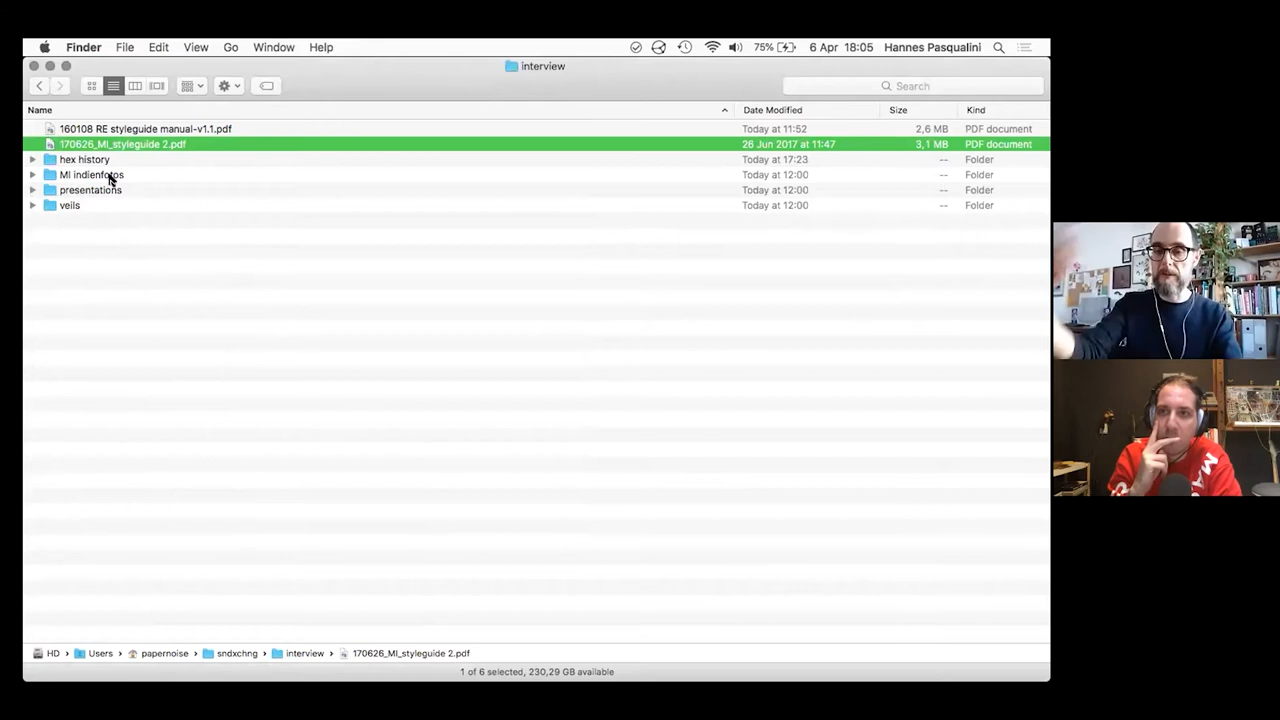 Finder File Edit View Go Window Help 75% 6 Apr 18:05 Hannes Pasqualini
interview
Search
Name Date Modified Size Kind
160108 RE styleguide manual-v1.1.pdf Today at 11:52 2,6 MB PDF document
170626_MI_styleguide 2.pdf 26 Jun 2017 at 11:47 3,1 MB PDF document
hex history Today at 17:23 -- Folder
MI indienfotos Today at 12:00 -- Folder
presentations Today at 12:00 -- Folder
veils Today at 12:00 -- Folder
HD Users papernoise sndxchng interview 170626_MI_styleguide 2.pdf
1 of 6 selected, 230,29 GB available